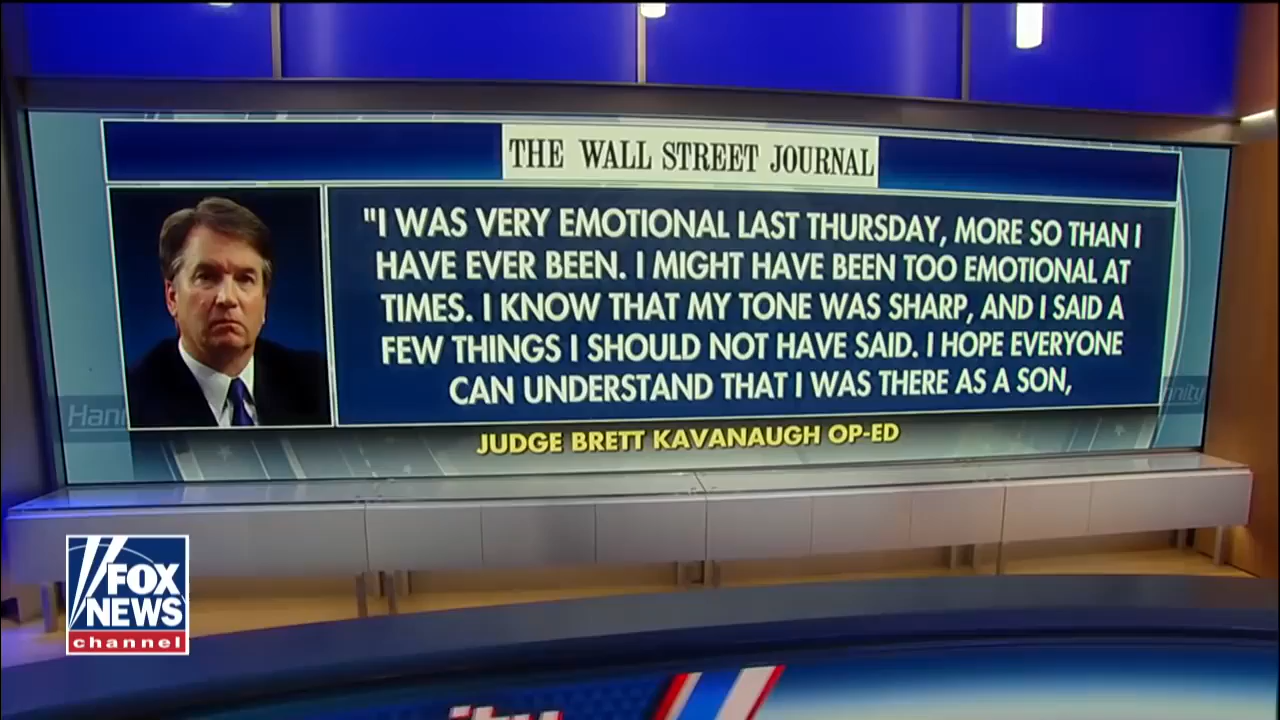 THE WALL STREET JOURNAL
"I WAS VERY EMOTIONAL LAST THURSDAY, MORE SO THAN I
HAVE EVER BEEN. I MIGHT HAVE BEEN TOO EMOTIONAL AT
TIMES. I KNOW THAT MY TONE WAS SHARP, AND I SAID A
FEW THINGS I SHOULD NOT HAVE SAID. I HOPE EVERYONE
CAN UNDERSTAND THAT I WAS THERE AS A SON,
JUDGE BRETT KAVANAUGH OP-ED
FOX
NEWS
channel